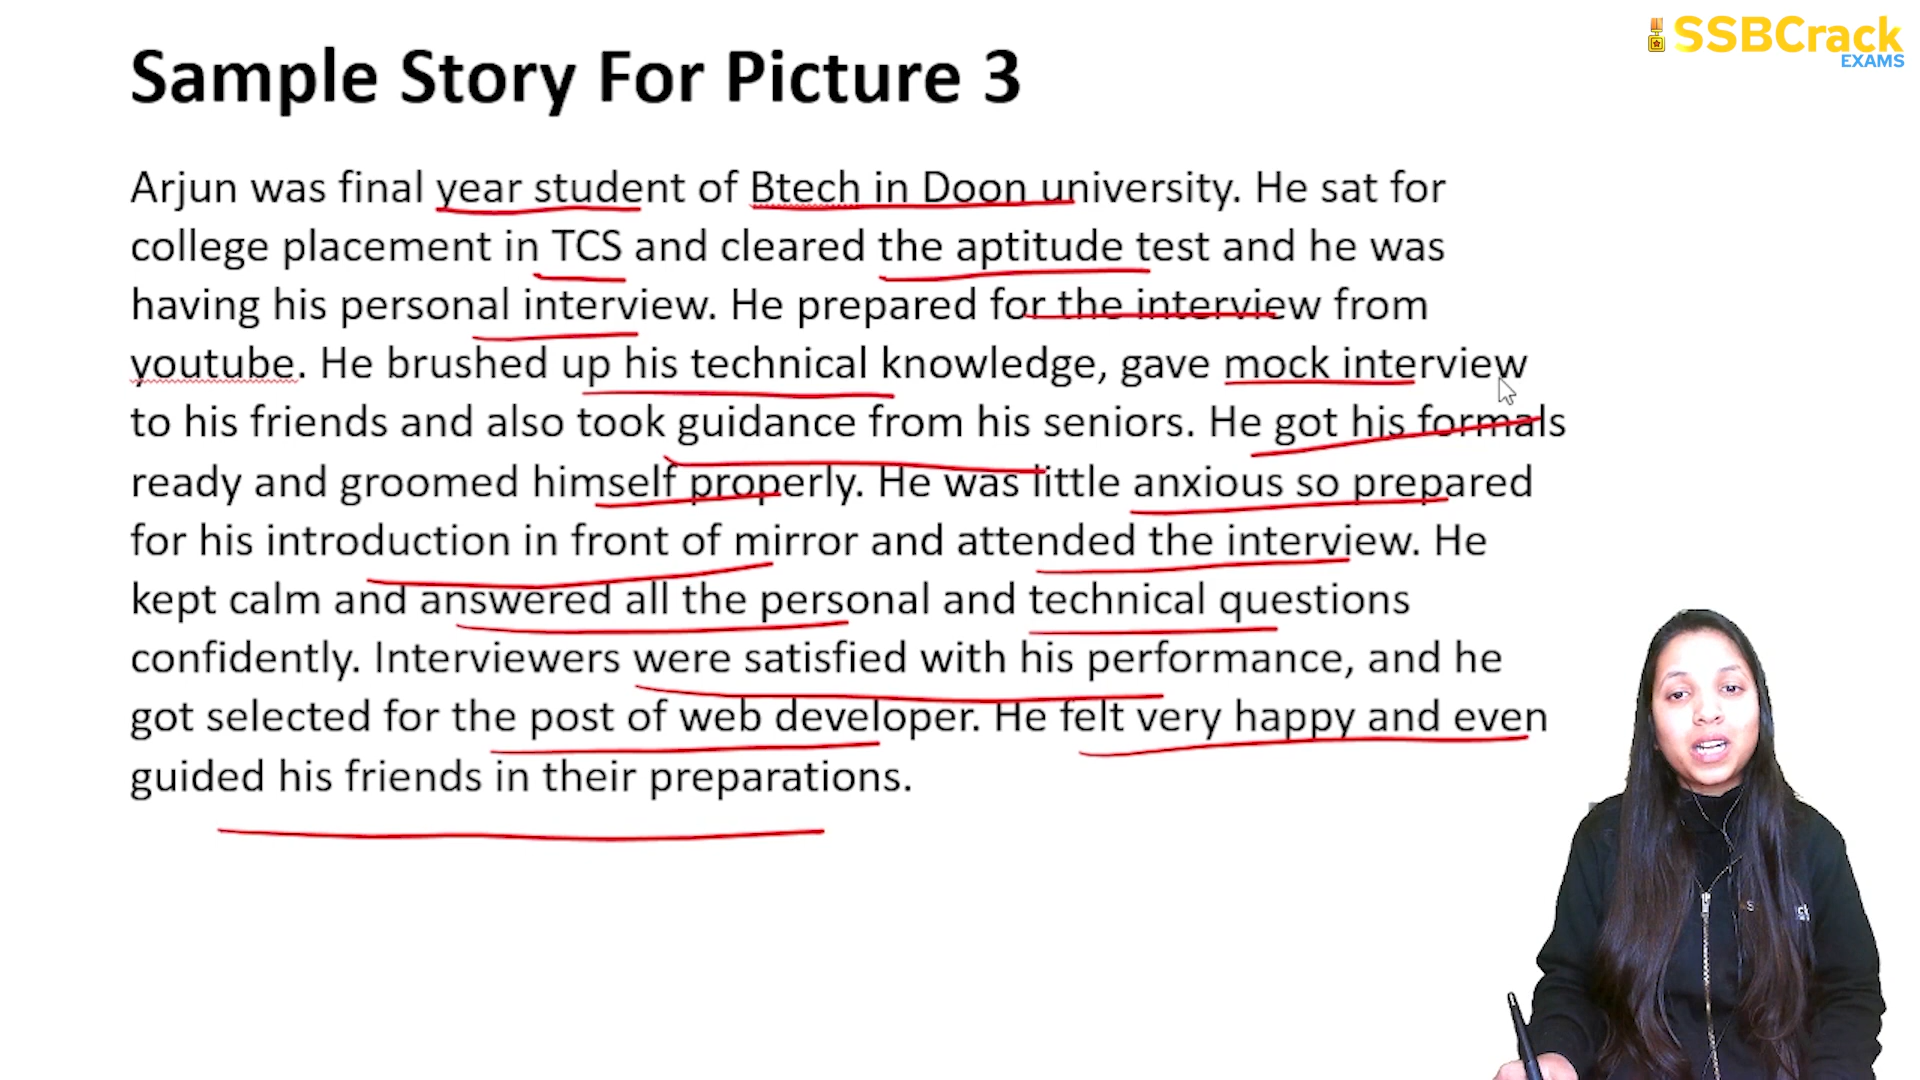 Sample Story For Picture 3
SSBCrack
EXAMS
Arjun was final year student of Btech in Doon university. He sat for
college placement in TCS and cleared the aptitude test and he was
having his personal interview. He prepared for the interview from
youtube. He brushed up his technical knowledge, gave mock interview
to his friends and also took guidance from his seniors. He got his formals
ready and groomed himself properly. He was little anxious so prepared
for his introduction in front of mirror and attended the interview. He
kept calm and answered all the personal and technical questions
confidently. Interviewers were satisfied with his performance, and he
got selected for the post of web developer. He felt very happy and even
guided his friends in their preparations.